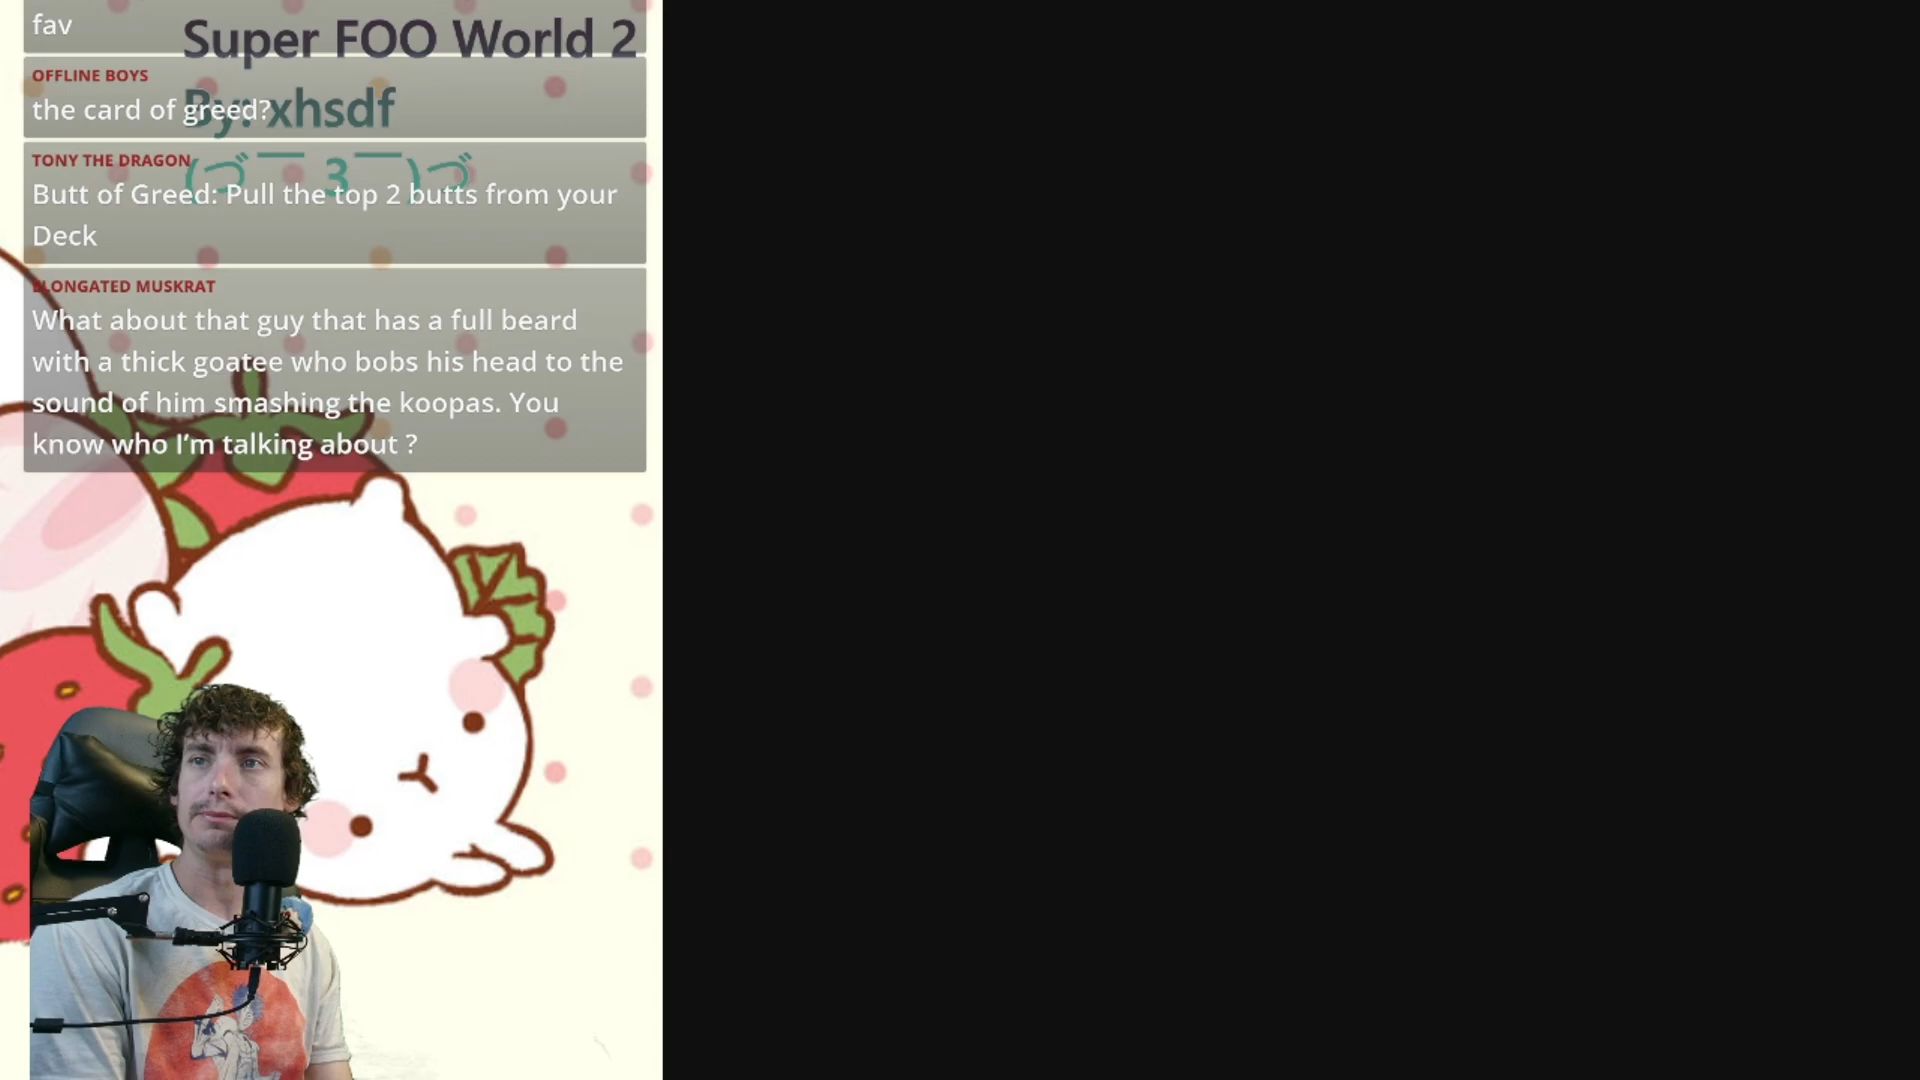 fav
Super FOO World 2
By: xhsdf
(づ ̄ 3 ̄)づ
OFFLINE BOYS
the card of greed?
TONY THE DRAGON
Butt of Greed: Pull the top 2 butts from your
Deck
ELONGATED MUSKRAT
What about that guy that has a full beard
with a thick goatee who bobs his head to the
sound of him smashing the koopas. You
know who I’m talking about ?